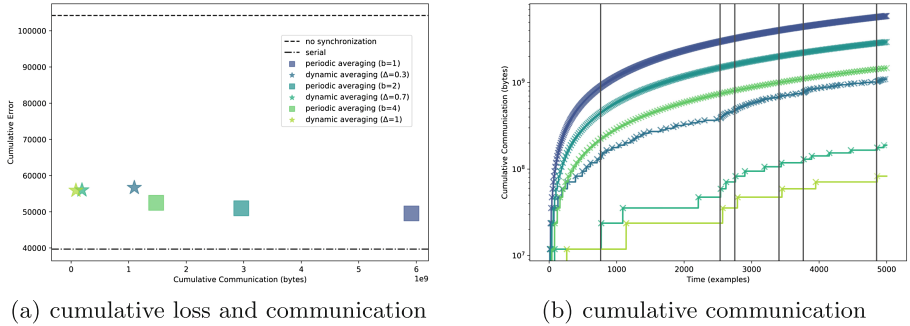 100000
90000
80000
70000
60000
50000
40000
Cumulative Error
no synchronization
serial
periodic averaging (b=1)
dynamic averaging (Δ=0.3)
periodic averaging (b=2)
dynamic averaging (Δ=0.7)
periodic averaging (b=4)
dynamic averaging (Δ=1)
0 1 2 3 4 5 6
1e9
Cumulative Communication (bytes)
(a) cumulative loss and communication
10⁹
10⁸
10⁷
Cumulative Communication (bytes)
0 1000 2000 3000 4000 5000
Time (examples)
(b) cumulative communication